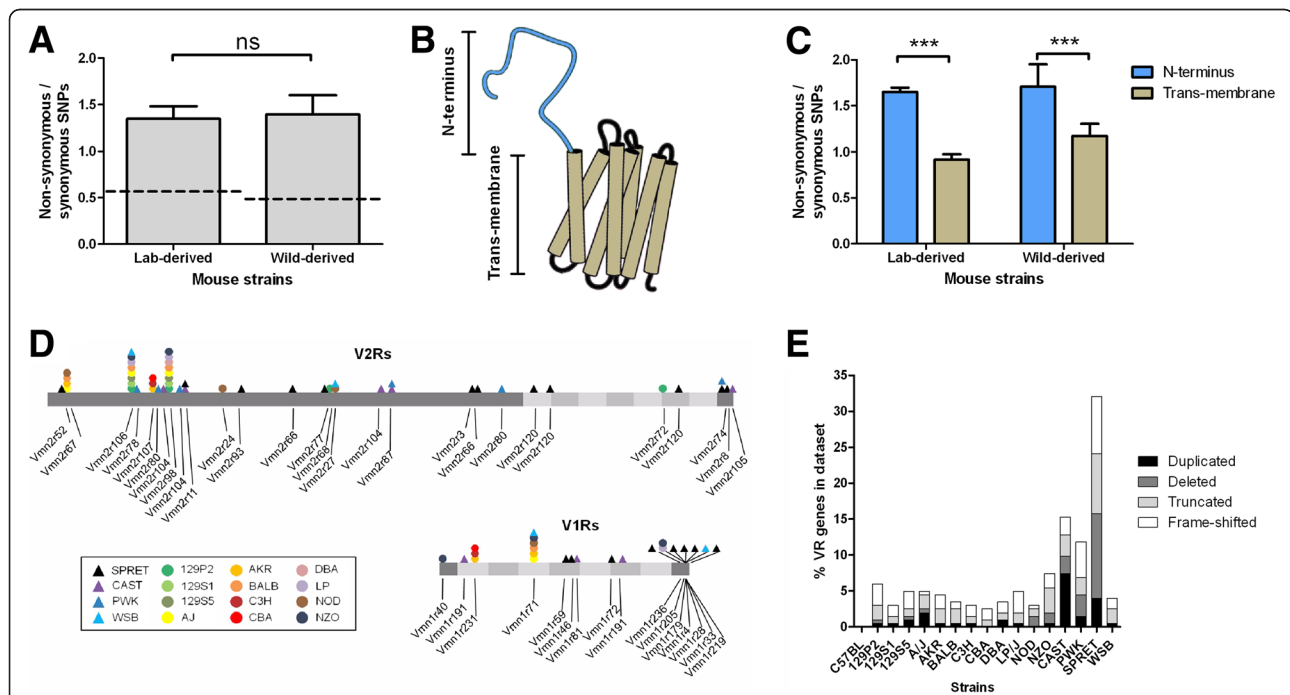 A
ns
Non-synonymous /
synonymous SNPs
2.0
1.5
1.0
0.5
0.0
Lab-derived
Wild-derived
Mouse strains
B
N-terminus
Trans-membrane
C
***
***
Non-synonymous /
synonymous SNPs
2.0
1.5
1.0
0.5
0.0
N-terminus
Trans-membrane
Lab-derived
Wild-derived
Mouse strains
D
V2Rs
Vmn2r52
Vmn2r67
Vmn2r106
Vmn2r78
Vmn2r107
Vmn2r80
Vmn2r104
Vmn2r98
Vmn2r104
Vmn2r11
Vmn2r24
Vmn2r93
Vmn2r66
Vmn2r77
Vmn2r68
Vmn2r27
Vmn2r104
Vmn2r87
Vmn2r3
Vmn2r66
Vmn2r80
Vmn2r120
Vmn2r120
Vmn2r72
Vmn2r120
Vmn2r74
Vmn2r8
Vmn2r105
V1Rs
Vmn1r40
Vmn1r191
Vmn1r231
Vmn1r71
Vmn1r59
Vmn1r46
Vmn1r81
Vmn1r72
Vmn1r191
Vmn1r236
Vmn1r205
Vmn1r179
Vmn1r4
Vmn1r28
Vmn1r33
Vmn1r219
SPRET
129P2
AKR
DBA
CAST
129S1
BALB
LP
PWK
129S5
C3H
NOD
WSB
AJ
CBA
NZO
E
% VR genes in dataset
35
30
25
20
15
10
5
0
Duplicated
Deleted
Truncated
Frame-shifted
C57BL
129P2
129S1
129S5
A/J
AKR
BALB
C3H
CBA
DBA
LP/J
NOD
NZO
CAST
PWK
SPRET
WSB
Strains